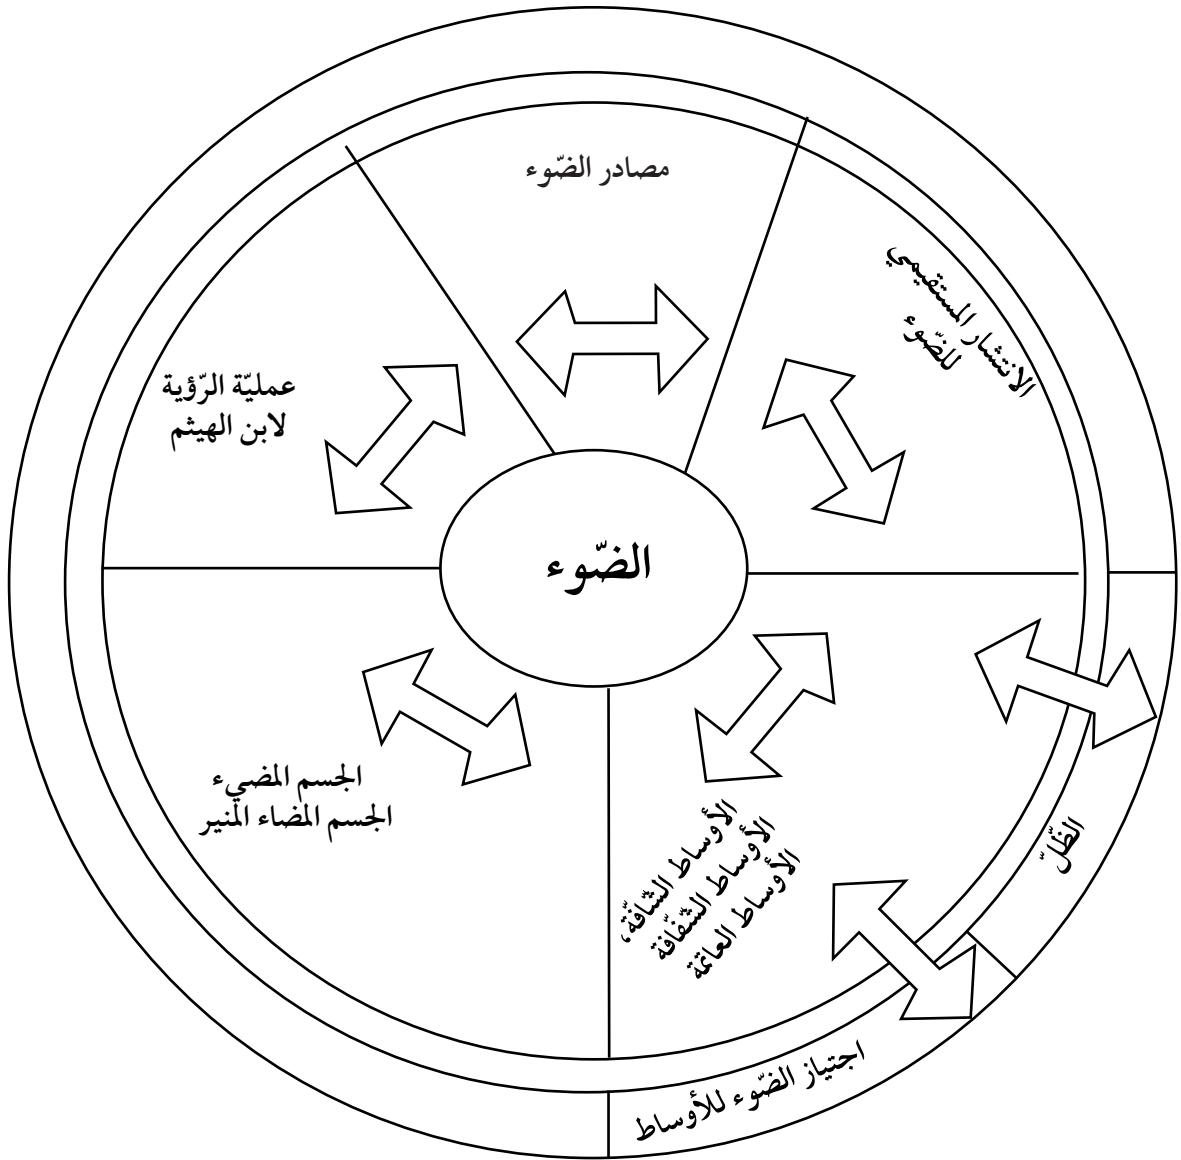 مصادر الضّوء
الانتشار المستقيمي
للضّوء
عمليّة الرّؤية
لابن الهيثم
الضّوء
الجسم المضيء
الجسم المضاء المنير
الأوساط الشّافّة،
الأوساط الشّفّافة
الأوساط العاتمة
الظّلّ
اجتياز الضّوء للأوساط